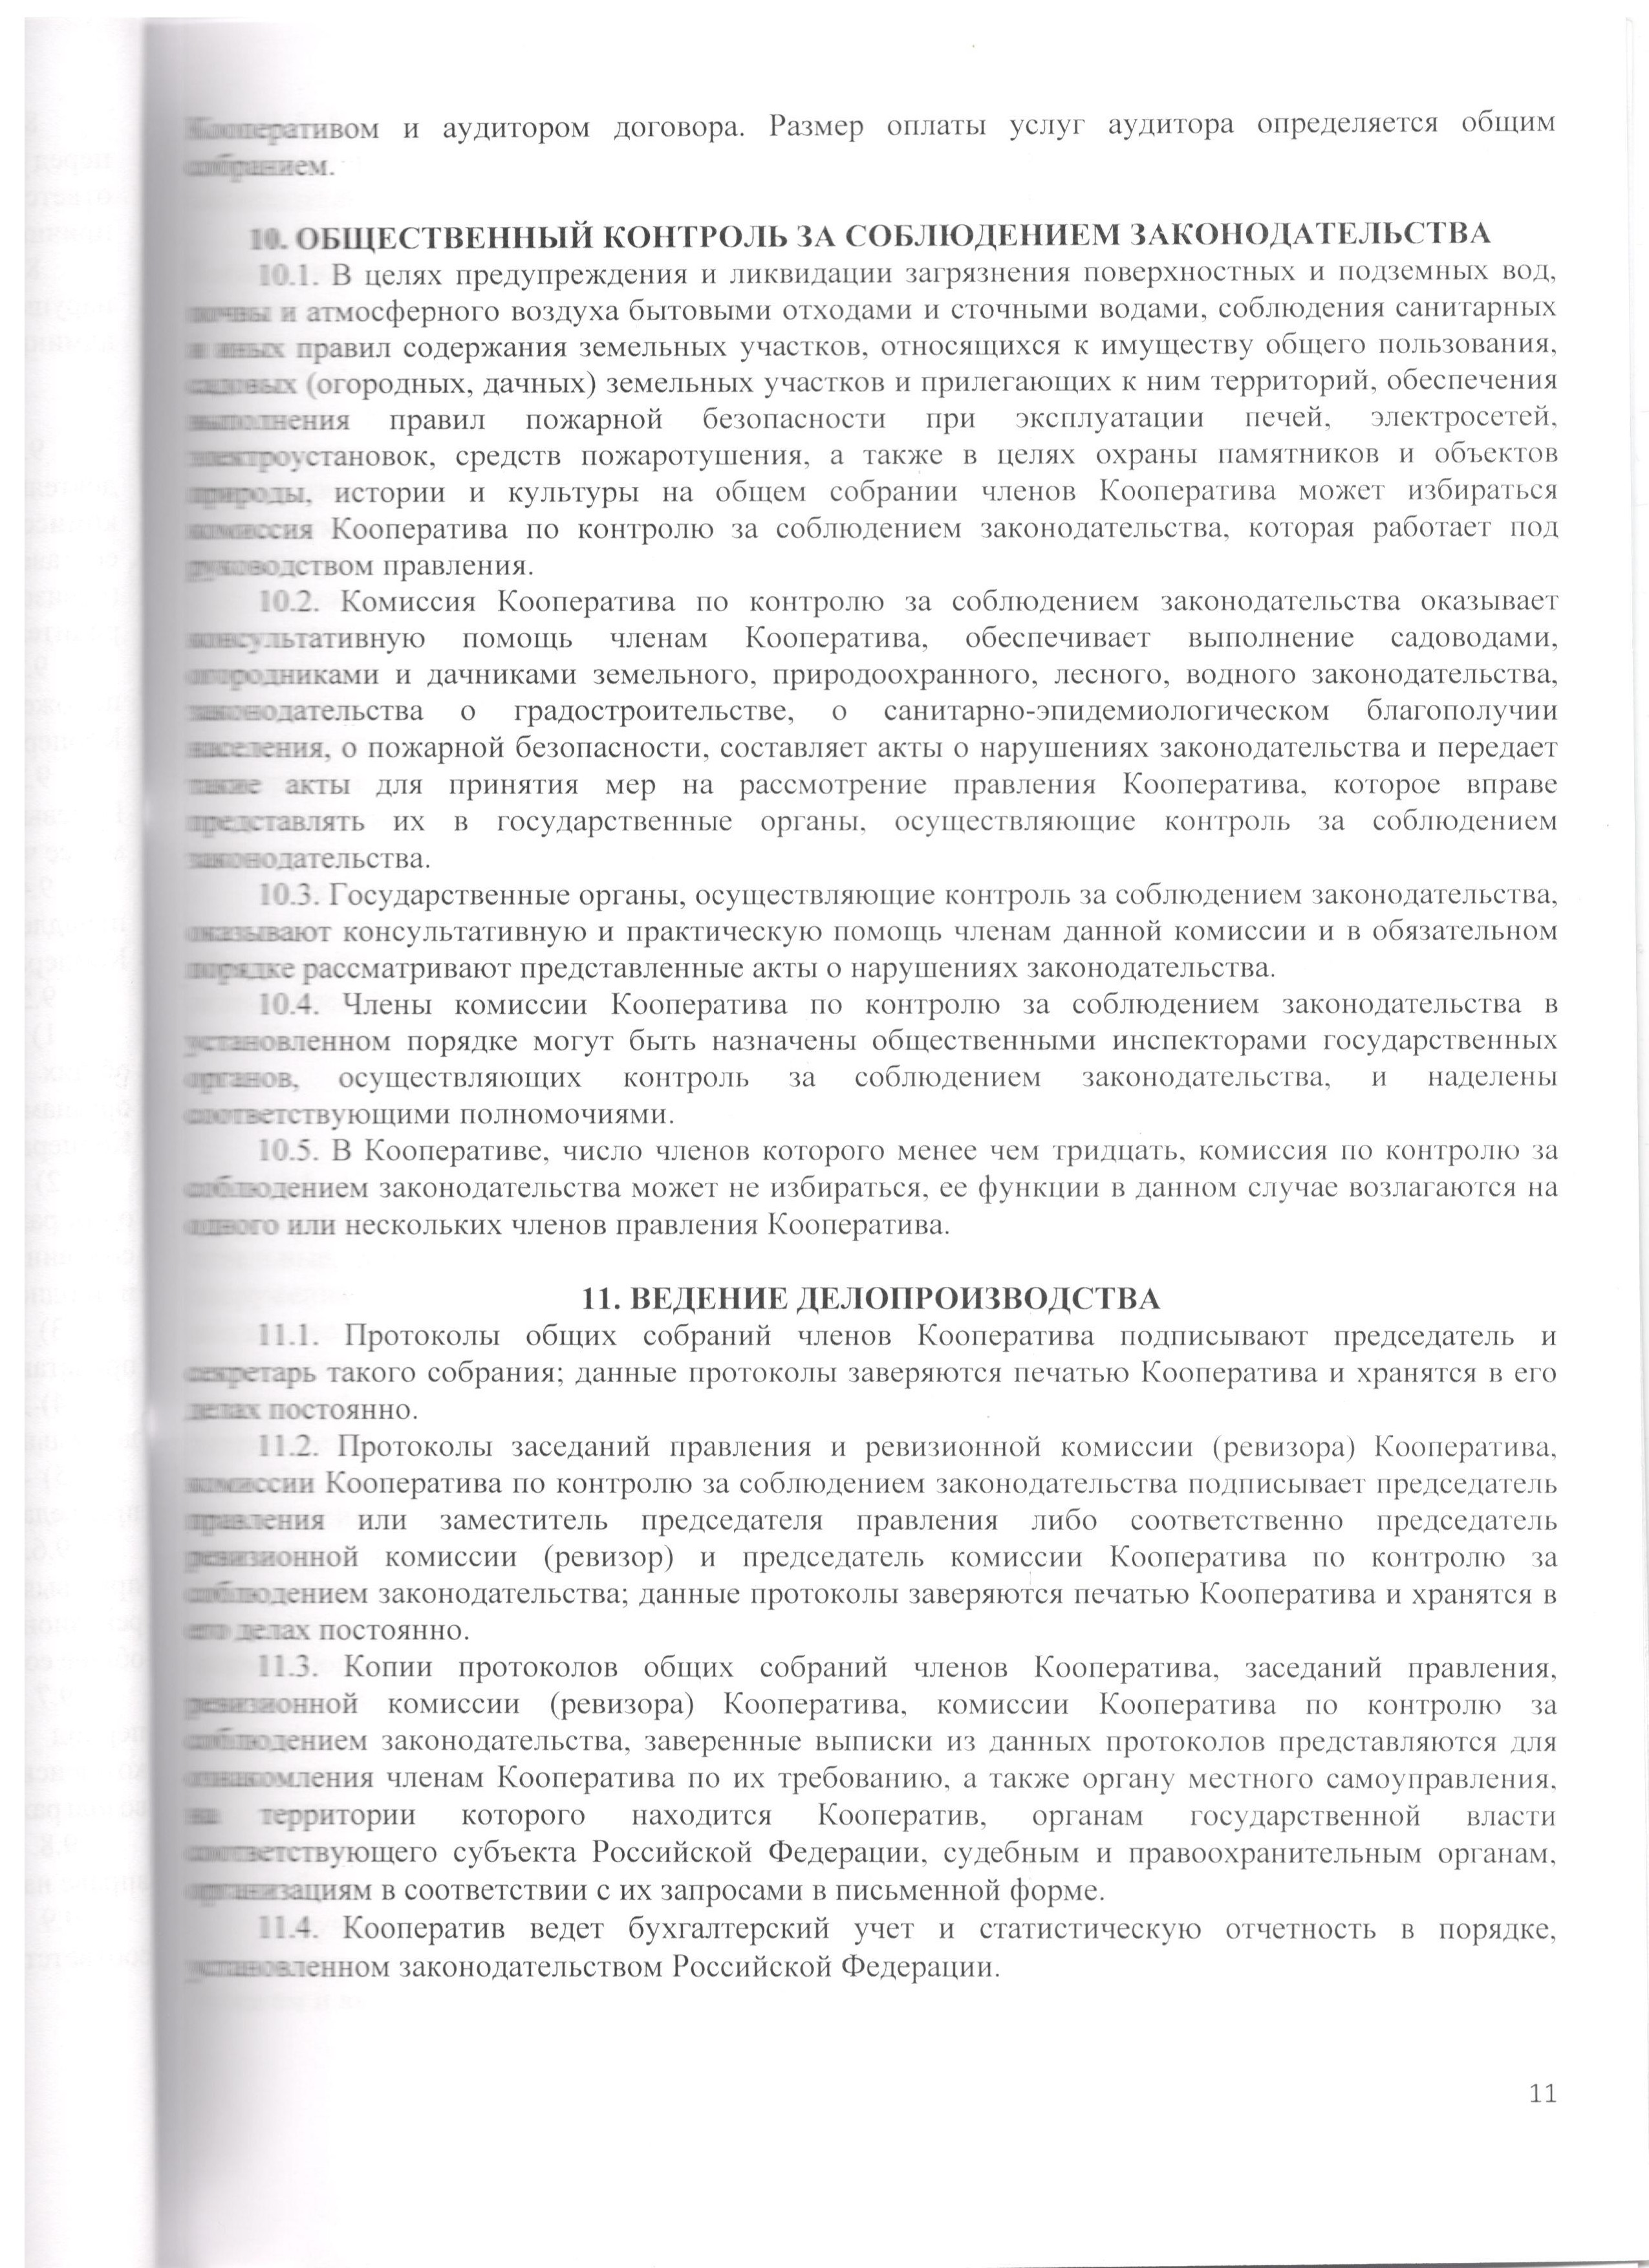 Кооперативом и аудитором договора. Размер оплаты услуг аудитора определяется общим
собранием.
10. ОБЩЕСТВЕННЫЙ КОНТРОЛЬ ЗА СОБЛЮДЕНИЕМ ЗАКОНОДАТЕЛЬСТВА
10.1. В целях предупреждения и ликвидации загрязнения поверхностных и подземных вод,
почвы и атмосферного воздуха бытовыми отходами и сточными водами, соблюдения санитарных
и иных правил содержания земельных участков, относящихся к имуществу общего пользования,
садовых (огородных, дачных) земельных участков и прилегающих к ним территорий, обеспечения
выполнения правил пожарной безопасности при эксплуатации печей, электросетей,
электроустановок, средств пожаротушения, а также в целях охраны памятников и объектов
природы, истории и культуры на общем собрании членов Кооператива может избираться
комиссия Кооператива по контролю за соблюдением законодательства, которая работает под
руководством правления.
10.2. Комиссия Кооператива по контролю за соблюдением законодательства оказывает
консультативную помощь членам Кооператива, обеспечивает выполнение садоводами,
огородниками и дачниками земельного, природоохранного, лесного, водного законодательства,
законодательства о градостроительстве, о санитарно-эпидемиологическом благополучии
населения, о пожарной безопасности, составляет акты о нарушениях законодательства и передает
такие акты для принятия мер на рассмотрение правления Кооператива, которое вправе
представлять их в государственные органы, осуществляющие контроль за соблюдением
законодательства.
10.3. Государственные органы, осуществляющие контроль за соблюдением законодательства,
оказывают консультативную и практическую помощь членам данной комиссии и в обязательном
порядке рассматривают представленные акты о нарушениях законодательства.
10.4. Члены комиссии Кооператива по контролю за соблюдением законодательства в
установленном порядке могут быть назначены общественными инспекторами государственных
органов, осуществляющих контроль за соблюдением законодательства, и наделены
соответствующими полномочиями.
10.5. В Кооперативе, число членов которого менее чем тридцать, комиссия по контролю за
соблюдением законодательства может не избираться, ее функции в данном случае возлагаются на
одного или нескольких членов правления Кооператива.
11. ВЕДЕНИЕ ДЕЛОПРОИЗВОДСТВА
11.1. Протоколы общих собраний членов Кооператива подписывают председатель и
секретарь такого собрания; данные протоколы заверяются печатью Кооператива и хранятся в его
делах постоянно.
11.2. Протоколы заседаний правления и ревизионной комиссии (ревизора) Кооператива,
комиссии Кооператива по контролю за соблюдением законодательства подписывает председатель
правления или заместитель председателя правления либо соответственно председатель
ревизионной комиссии (ревизор) и председатель комиссии Кооператива по контролю за
соблюдением законодательства; данные протоколы заверяются печатью Кооператива и хранятся в
его делах постоянно.
11.3. Копии протоколов общих собраний членов Кооператива, заседаний правления,
ревизионной комиссии (ревизора) Кооператива, комиссии Кооператива по контролю за
соблюдением законодательства, заверенные выписки из данных протоколов представляются для
ознакомления членам Кооператива по их требованию, а также органу местного самоуправления,
на территории которого находится Кооператив, органам государственной власти
соответствующего субъекта Российской Федерации, судебным и правоохранительным органам,
организациям в соответствии с их запросами в письменной форме.
11.4. Кооператив ведет бухгалтерский учет и статистическую отчетность в порядке,
установленном законодательством Российской Федерации.
11